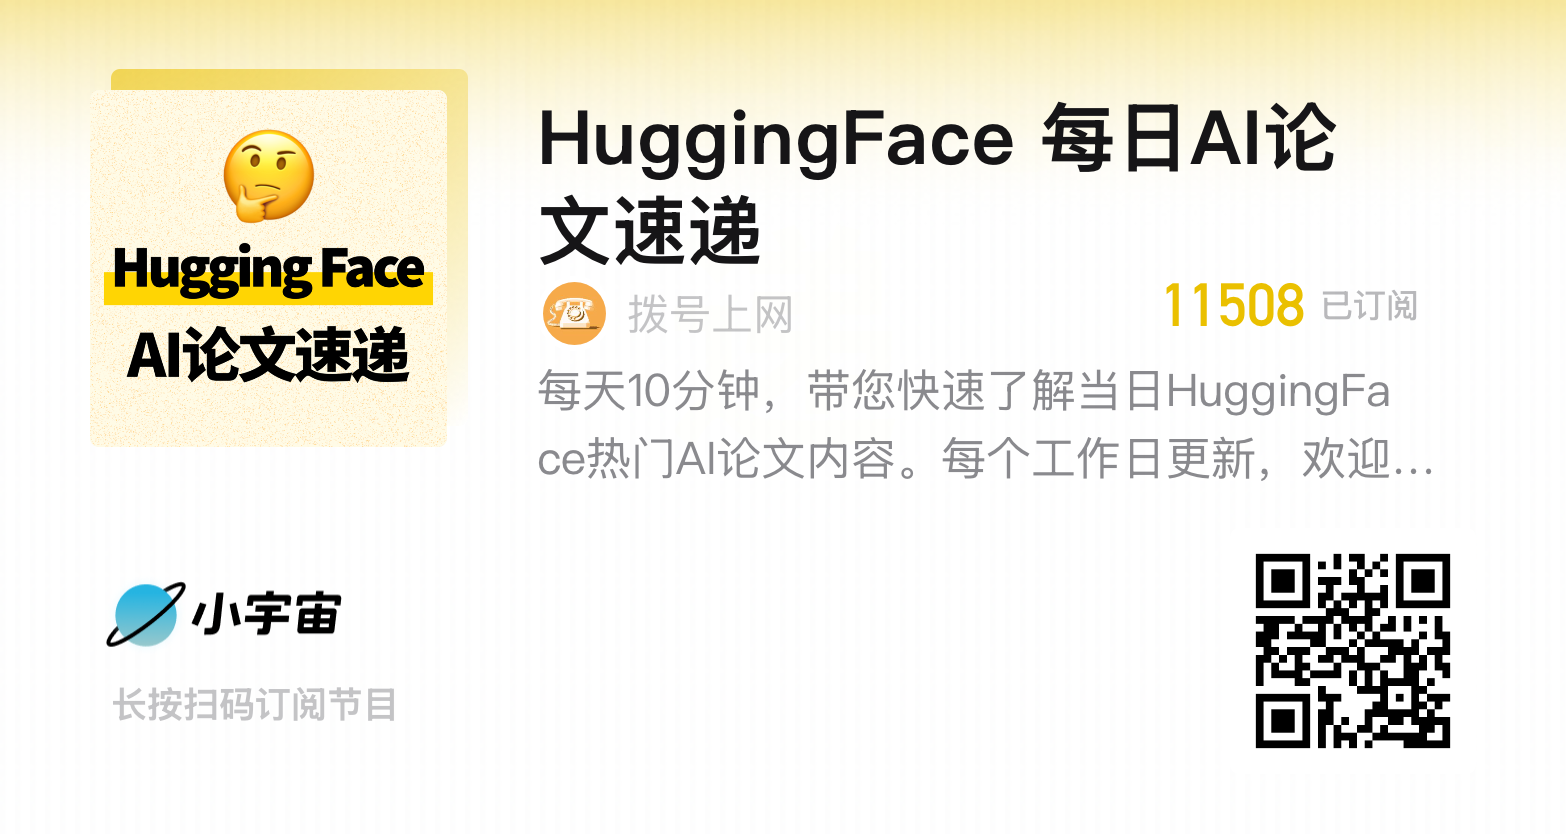 Hugging Face
AI论文速递
HuggingFace 每日AI论
文速递
拨号上网
11508 已订阅
每天10分钟，带您快速了解当日HuggingFa
ce热门AI论文内容。每个工作日更新，欢迎...
小宇宙
长按扫码订阅节目